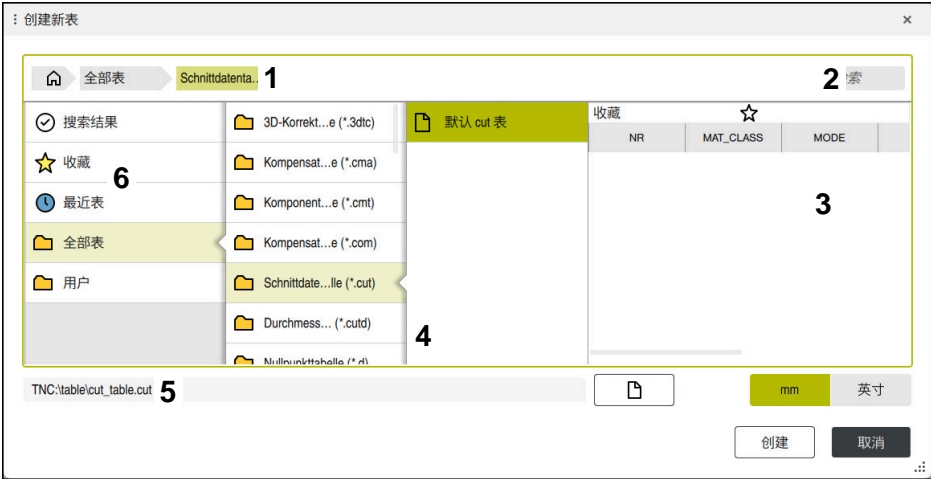 创建新表
全部表 Schnittdatenta.. 1 2 索
搜索结果
收藏
6
最近表
全部表
用户
3D-Korrekt…e (*.3dtc)
Kompensat…e (*.cma)
Komponent…e (*.cmt)
Kompensat…e (*.com)
Schnittdate…lle (*.cut)
Durchmess… (*.cutd)
Nullpunkttabelle (*.d)
默认 cut 表
4
收藏
NR MAT_CLASS MODE
3
TNC:\table\cut_table.cut 5
mm 英寸
创建 取消